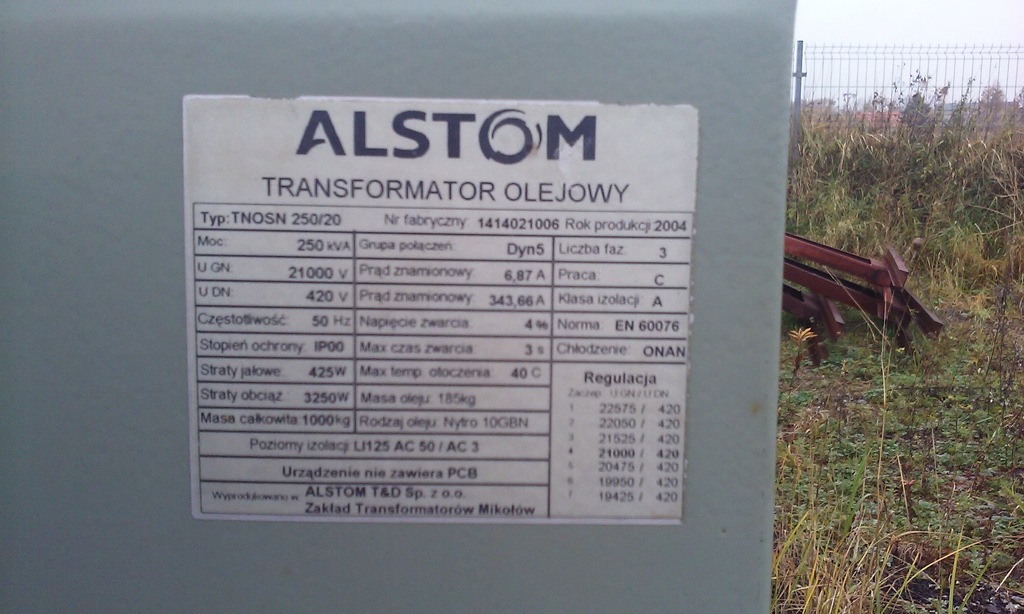 ALSTOM
TRANSFORMATOR OLEJOWY
Typ: TNOSN 250/20 Nr fabryczny 1414021006 Rok produkcji 2004
Moc: 250 kVA Grupa połączeń: Dyn5 Liczba faz: 3
U GN: 21000 V Prąd znamionowy: 6,87 A Praca: C
U DN: 420 V Prąd znamionowy: 343,66 A Klasa izolacji A
Częstotliwość: 50 Hz Napięcie zwarcia: 4 % Norma: EN 60076
Stopień ochrony: IP00 Max czas zwarcia 3 s Chłodzenie: ONAN
Straty jałowe: 425W Max temp. otoczenia: 40 C
Straty obciąż: 3250W Masa oleju: 185kg
Masa całkowita 1000kg Rodzaj oleju: Nytro 10GBN
Poziomy izolacji LI125 AC 50 / AC 3
Urządzenie nie zawiera PCB
Wyprodukowano w ALSTOM T&D Sp. z o.o.
Zakład Transformatorów Mikołów
Regulacja
Zaczep U GN / U DN
1 22575 / 420
2 22050 / 420
3 21525 / 420
4 21000 / 420
5 20475 / 420
6 19950 / 420
7 19425 / 420